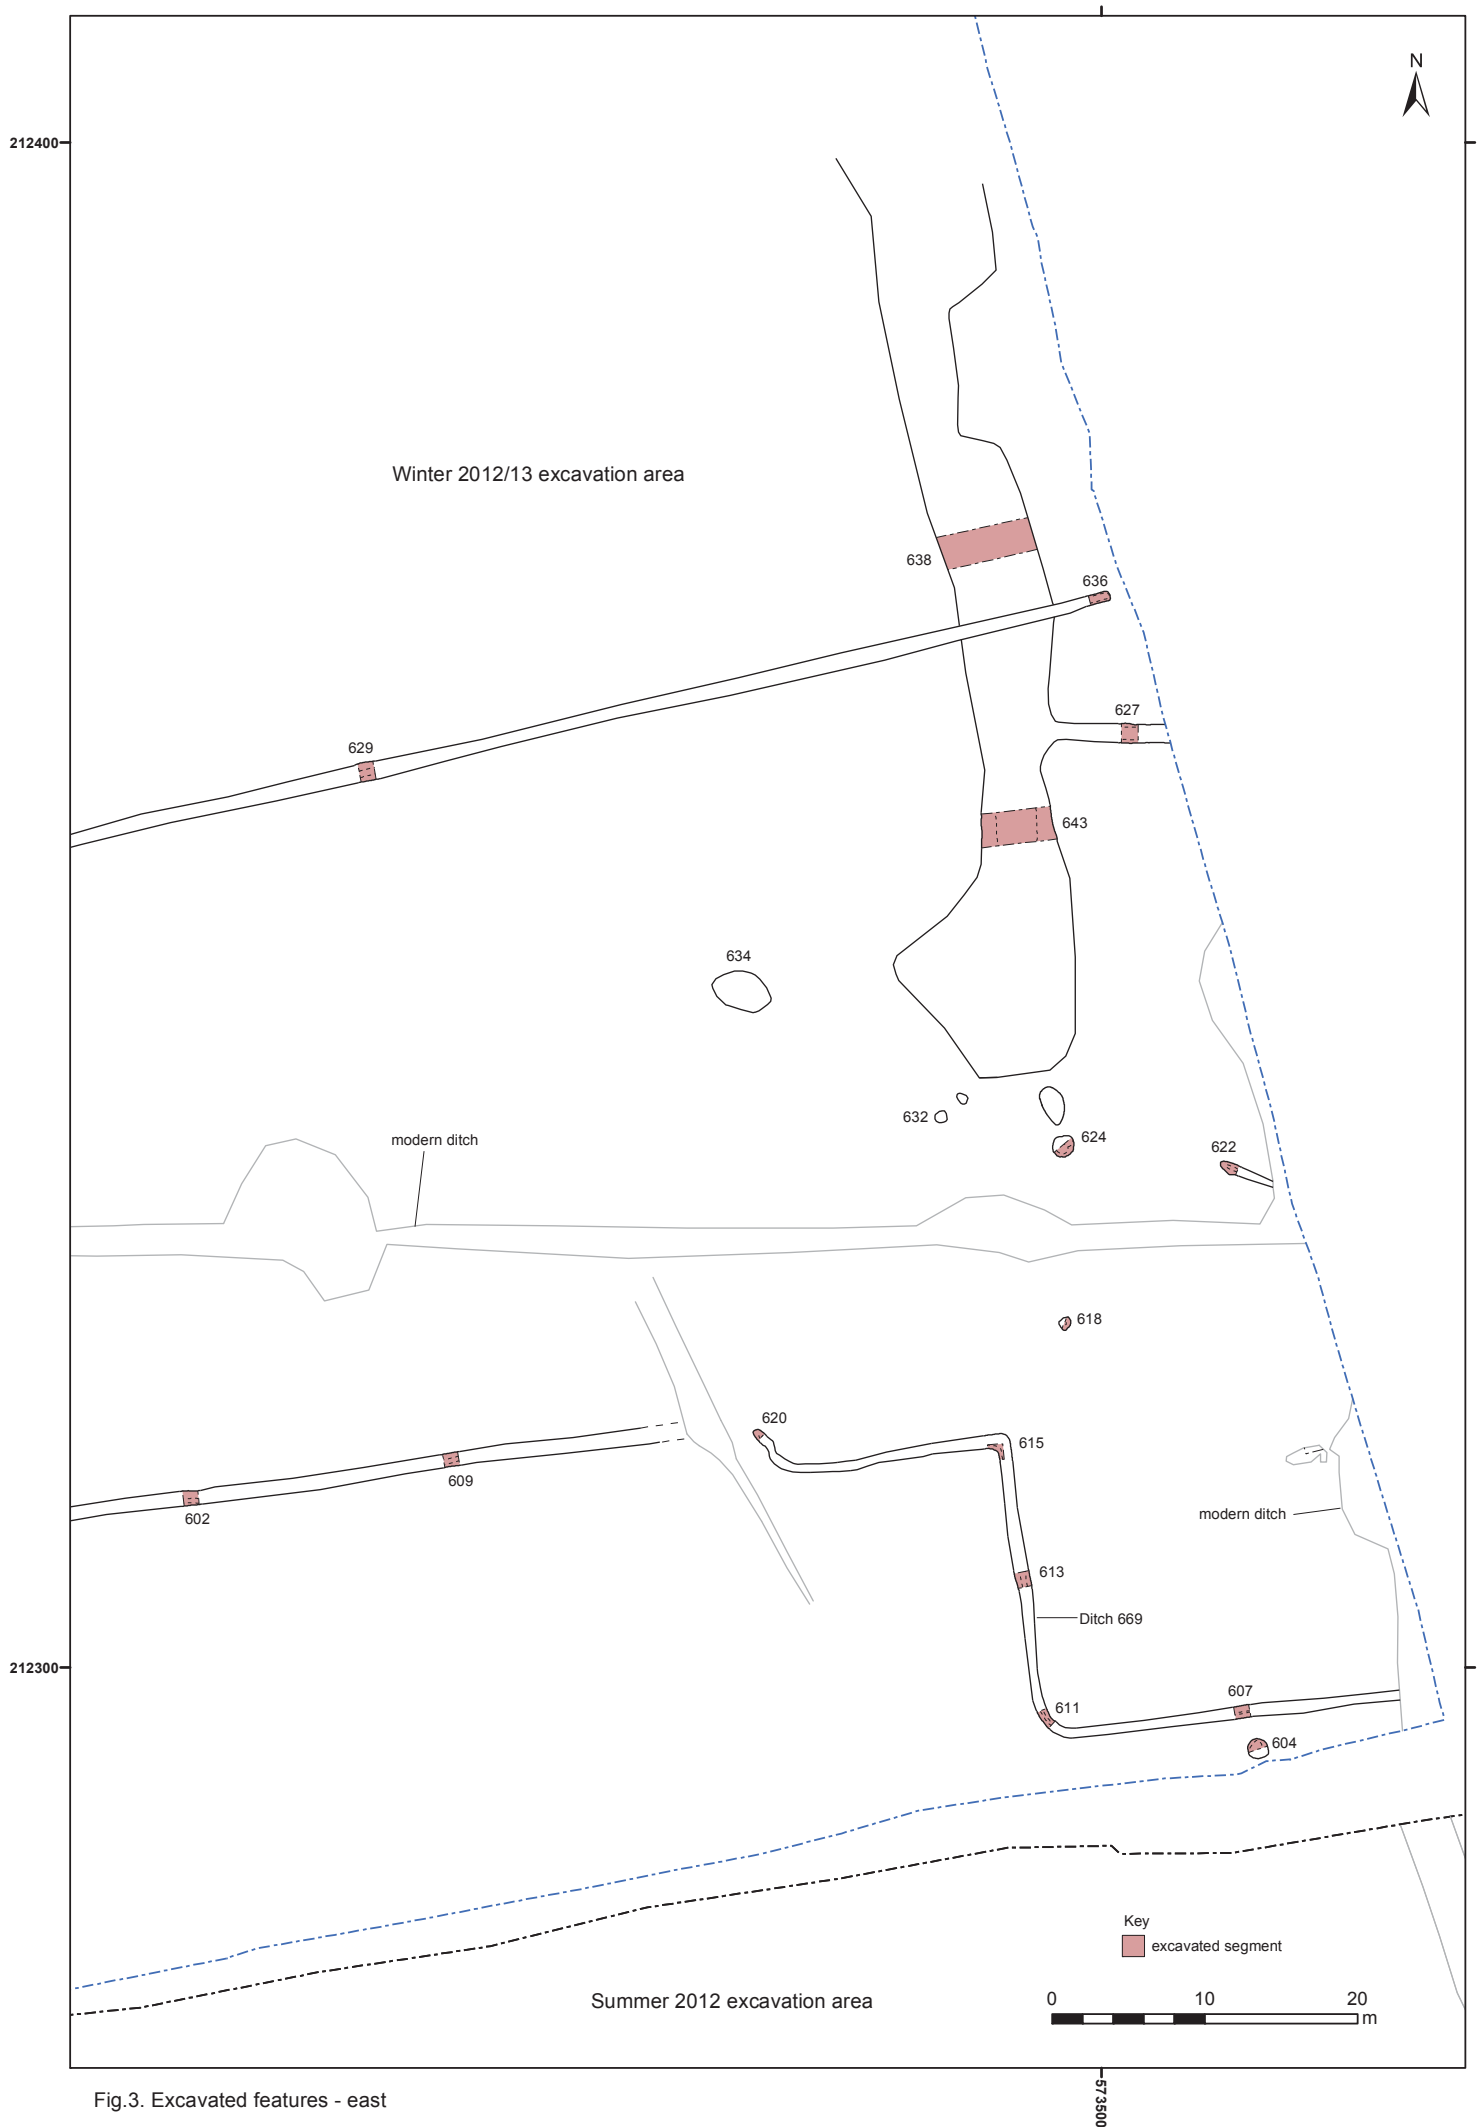 N
212400
Winter 2012/13 excavation area
638
636
627
629
643
634
632
624
modern ditch
622
618
620
615
609
602
modern ditch
613
Ditch 669
212300
607
611
604
Key
excavated segment
Summer 2012 excavation area
0 10 20
m
573500
Fig.3. Excavated features - east